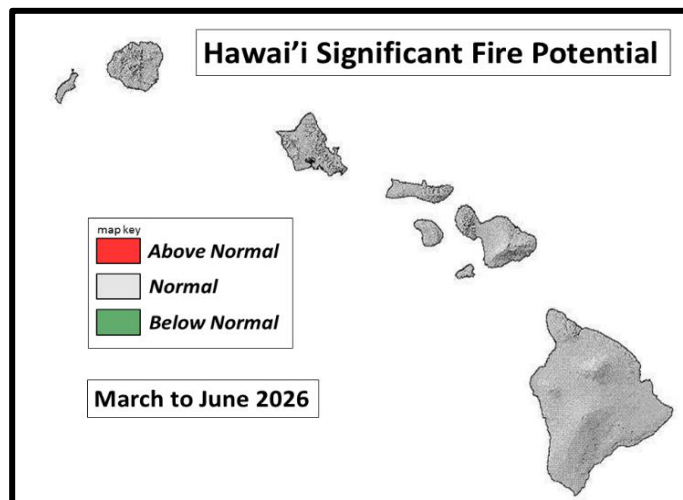 Hawai’i Significant Fire Potential
map key
Above Normal
Normal
Below Normal
March to June 2026